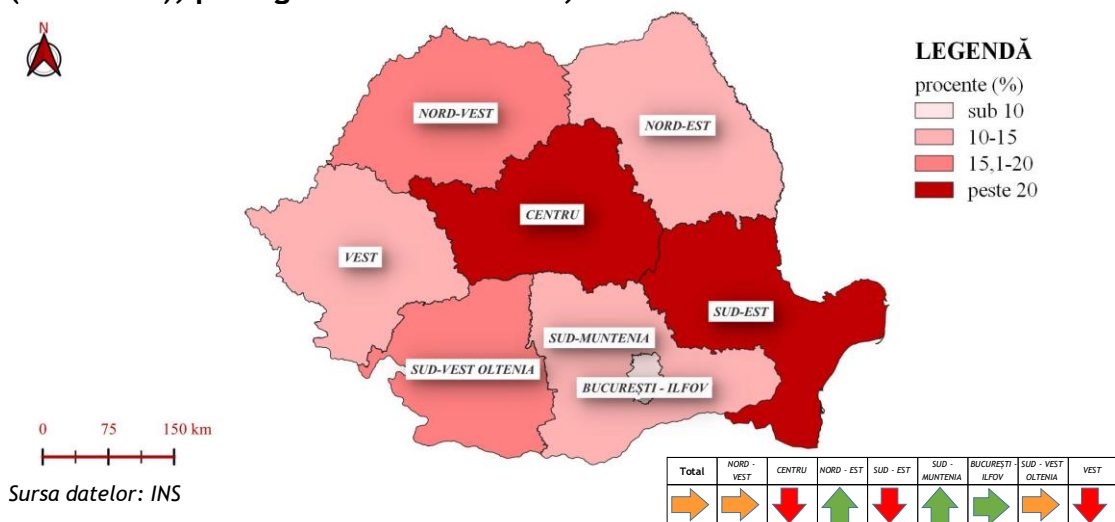 LEGENDĂ
procente (%)
sub 10
10-15
15,1-20
peste 20
NORD-VEST
NORD-EST
CENTRU
VEST
SUD-EST
SUD-MUNTENIA
SUD-VEST OLTENIA
BUCUREȘTI - ILFOV
0 75 150 km
Sursa datelor: INS
Total
NORD - VEST
CENTRU
NORD - EST
SUD - EST
SUD - MUNTENIA
BUCUREȘTI - ILFOV
SUD - VEST OLTENIA
VEST